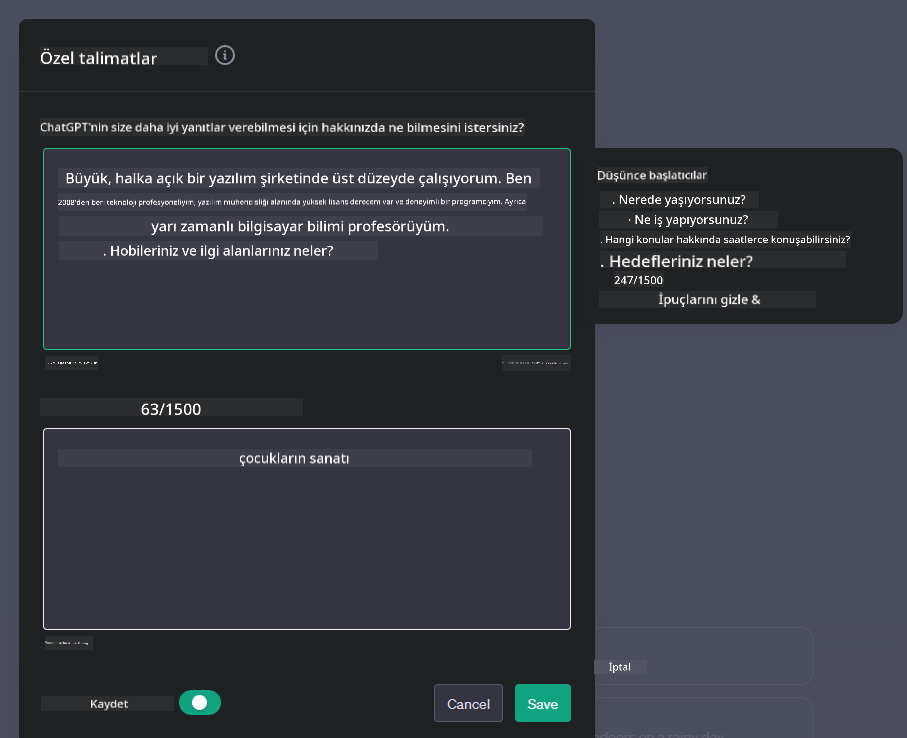 Özel talimatlar
ChatGPT'nin size daha iyi yanıtlar verebilmesi için hakkınızda ne bilmesini istersiniz?
Büyük, halka açık bir yazılım şirketinde üst düzeyde çalışıyorum. Ben
2008'den beri teknoloji profesyoneliyim, yazılım mühendisliği alanında yüksek lisans derecem var ve deneyimli bir programcıyım. Ayrıca
yarı zamanlı bilgisayar bilimi profesörüyüm.
. Hobileriniz ve ilgi alanlarınız neler?
Düşünce başlatıcılar
. Nerede yaşıyorsunuz?
· Ne iş yapıyorsunuz?
. Hangi konular hakkında saatlerce konuşabilirsiniz?
. Hedefleriniz neler?
247/1500
İpuçlarını gizle &
63/1500
çocukların sanatı
İptal
Kaydet
Cancel
Save
on a rainy day